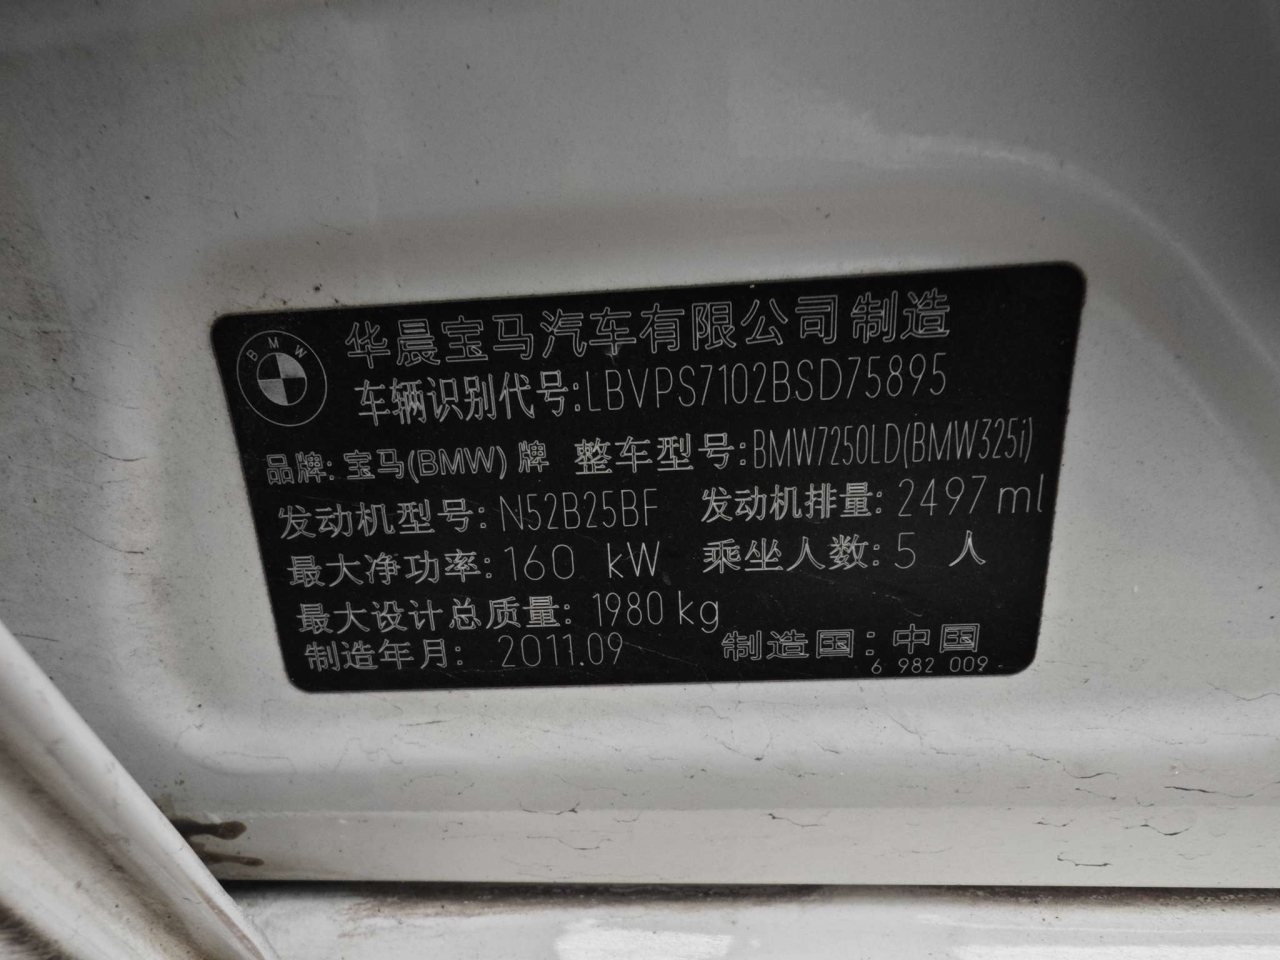 BMW
华晨宝马汽车有限公司制造
车辆识别代号:LBVPS7102BSD75895
品牌:宝马(BMW)牌 整车型号:BMW7250LD(BMW325i)
发动机型号:N52B25BF 发动机排量:2497ml
最大净功率:160 kW 乘坐人数:5 人
最大设计总质量:1980kg
制造年月:2011.09 制造国:中国
6 982 009